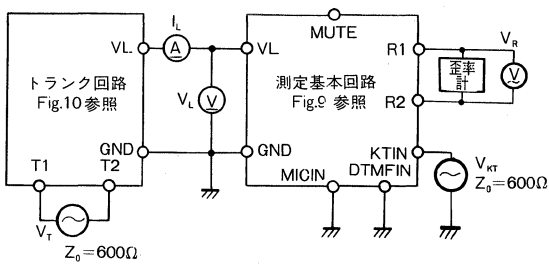 IL
VL
A
VL
MUTE
R1
VR
トランク回路
Fig.10 参照
VL
V
測定基本回路
Fig.9 参照
歪率計
V
R2
GND
GND
KTIN
T1
T2
MICIN
DTMFIN
VKT
Z0=600Ω
VT
Z0=600Ω